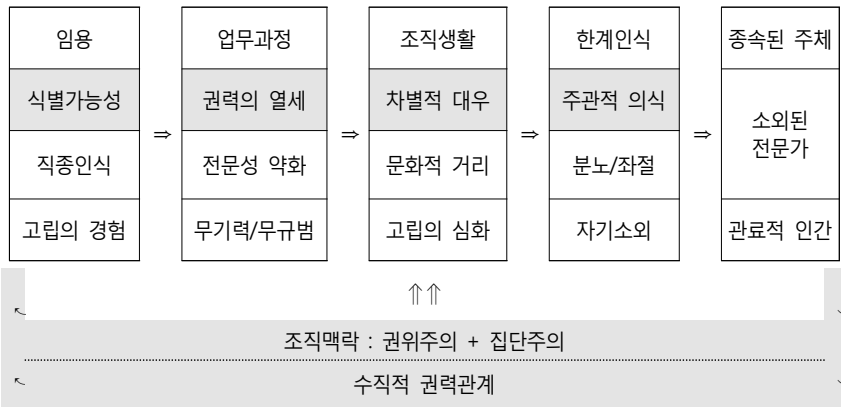 임용 업무과정 조직생활 한계인식 종속된 주체
식별가능성 권력의 열세 차별적 대우 주관적 의식
⇒ ⇒ ⇒ ⇒
소외된
전문가
직종인식 전문성 약화 문화적 거리 분노/좌절
고립의 경험 무기력/무규범 고립의 심화 자기소외 관료적 인간
⇑⇑
조직맥락 : 권위주의 + 집단주의
수직적 권력관계